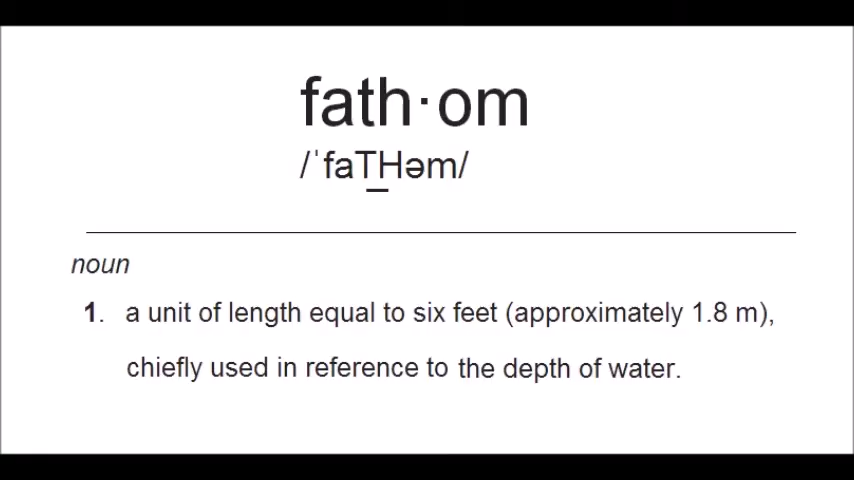 fath·om
/ˈfaT͟Həm/
noun
1. a unit of length equal to six feet (approximately 1.8 m),
chiefly used in reference to the depth of water.